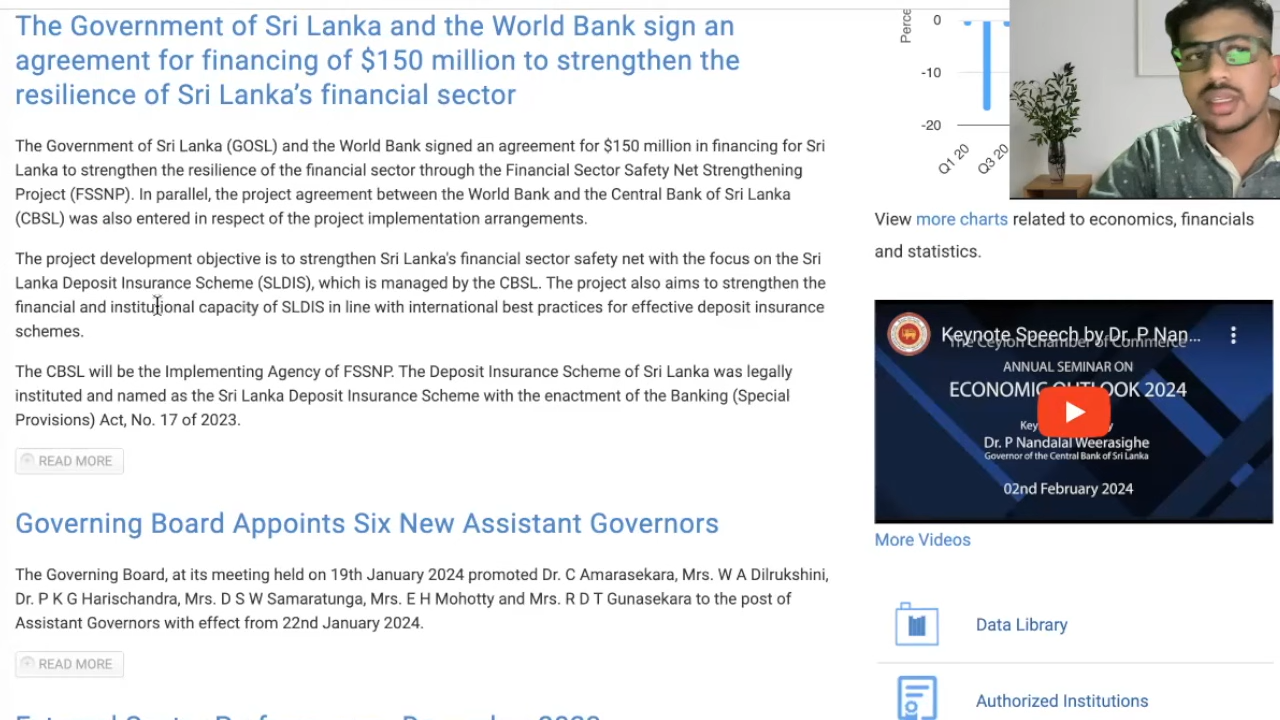 The Government of Sri Lanka and the World Bank sign an
agreement for financing of $150 million to strengthen the
resilience of Sri Lanka’s financial sector
The Government of Sri Lanka (GOSL) and the World Bank signed an agreement for $150 million in financing for Sri
Lanka to strengthen the resilience of the financial sector through the Financial Sector Safety Net Strengthening
Project (FSSNP). In parallel, the project agreement between the World Bank and the Central Bank of Sri Lanka
(CBSL) was also entered in respect of the project implementation arrangements.
The project development objective is to strengthen Sri Lanka's financial sector safety net with the focus on the Sri
Lanka Deposit Insurance Scheme (SLDIS), which is managed by the CBSL. The project also aims to strengthen the
financial and institutional capacity of SLDIS in line with international best practices for effective deposit insurance
schemes.
The CBSL will be the Implementing Agency of FSSNP. The Deposit Insurance Scheme of Sri Lanka was legally
instituted and named as the Sri Lanka Deposit Insurance Scheme with the enactment of the Banking (Special
Provisions) Act, No. 17 of 2023.
READ MORE
Governing Board Appoints Six New Assistant Governors
The Governing Board, at its meeting held on 19th January 2024 promoted Dr. C Amarasekara, Mrs. W A Dilrukshini,
Dr. P K G Harischandra, Mrs. D S W Samaratunga, Mrs. E H Mohotty and Mrs. R D T Gunasekara to the post of
Assistant Governors with effect from 22nd January 2024.
READ MORE
Perce
0
-10
-20
Q1 20
Q3 20
View more charts related to economics, financials
and statistics.
Keynote Speech by Dr. P Nan...
The Ceylon Chamber of Commerce
ANNUAL SEMINAR ON
ECONOMIC OUTLOOK 2024
Key
Dr. P Nandalal Weerasighe
Governor of the Central Bank of Sri Lanka
02nd February 2024
More Videos
Data Library
Authorized Institutions